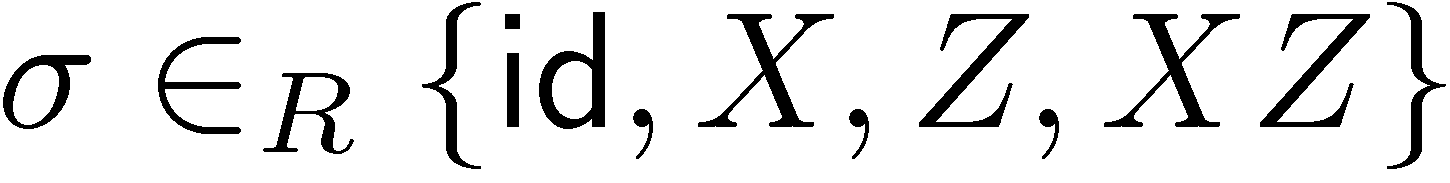 σ ∈_R {id, X, Z, XZ}